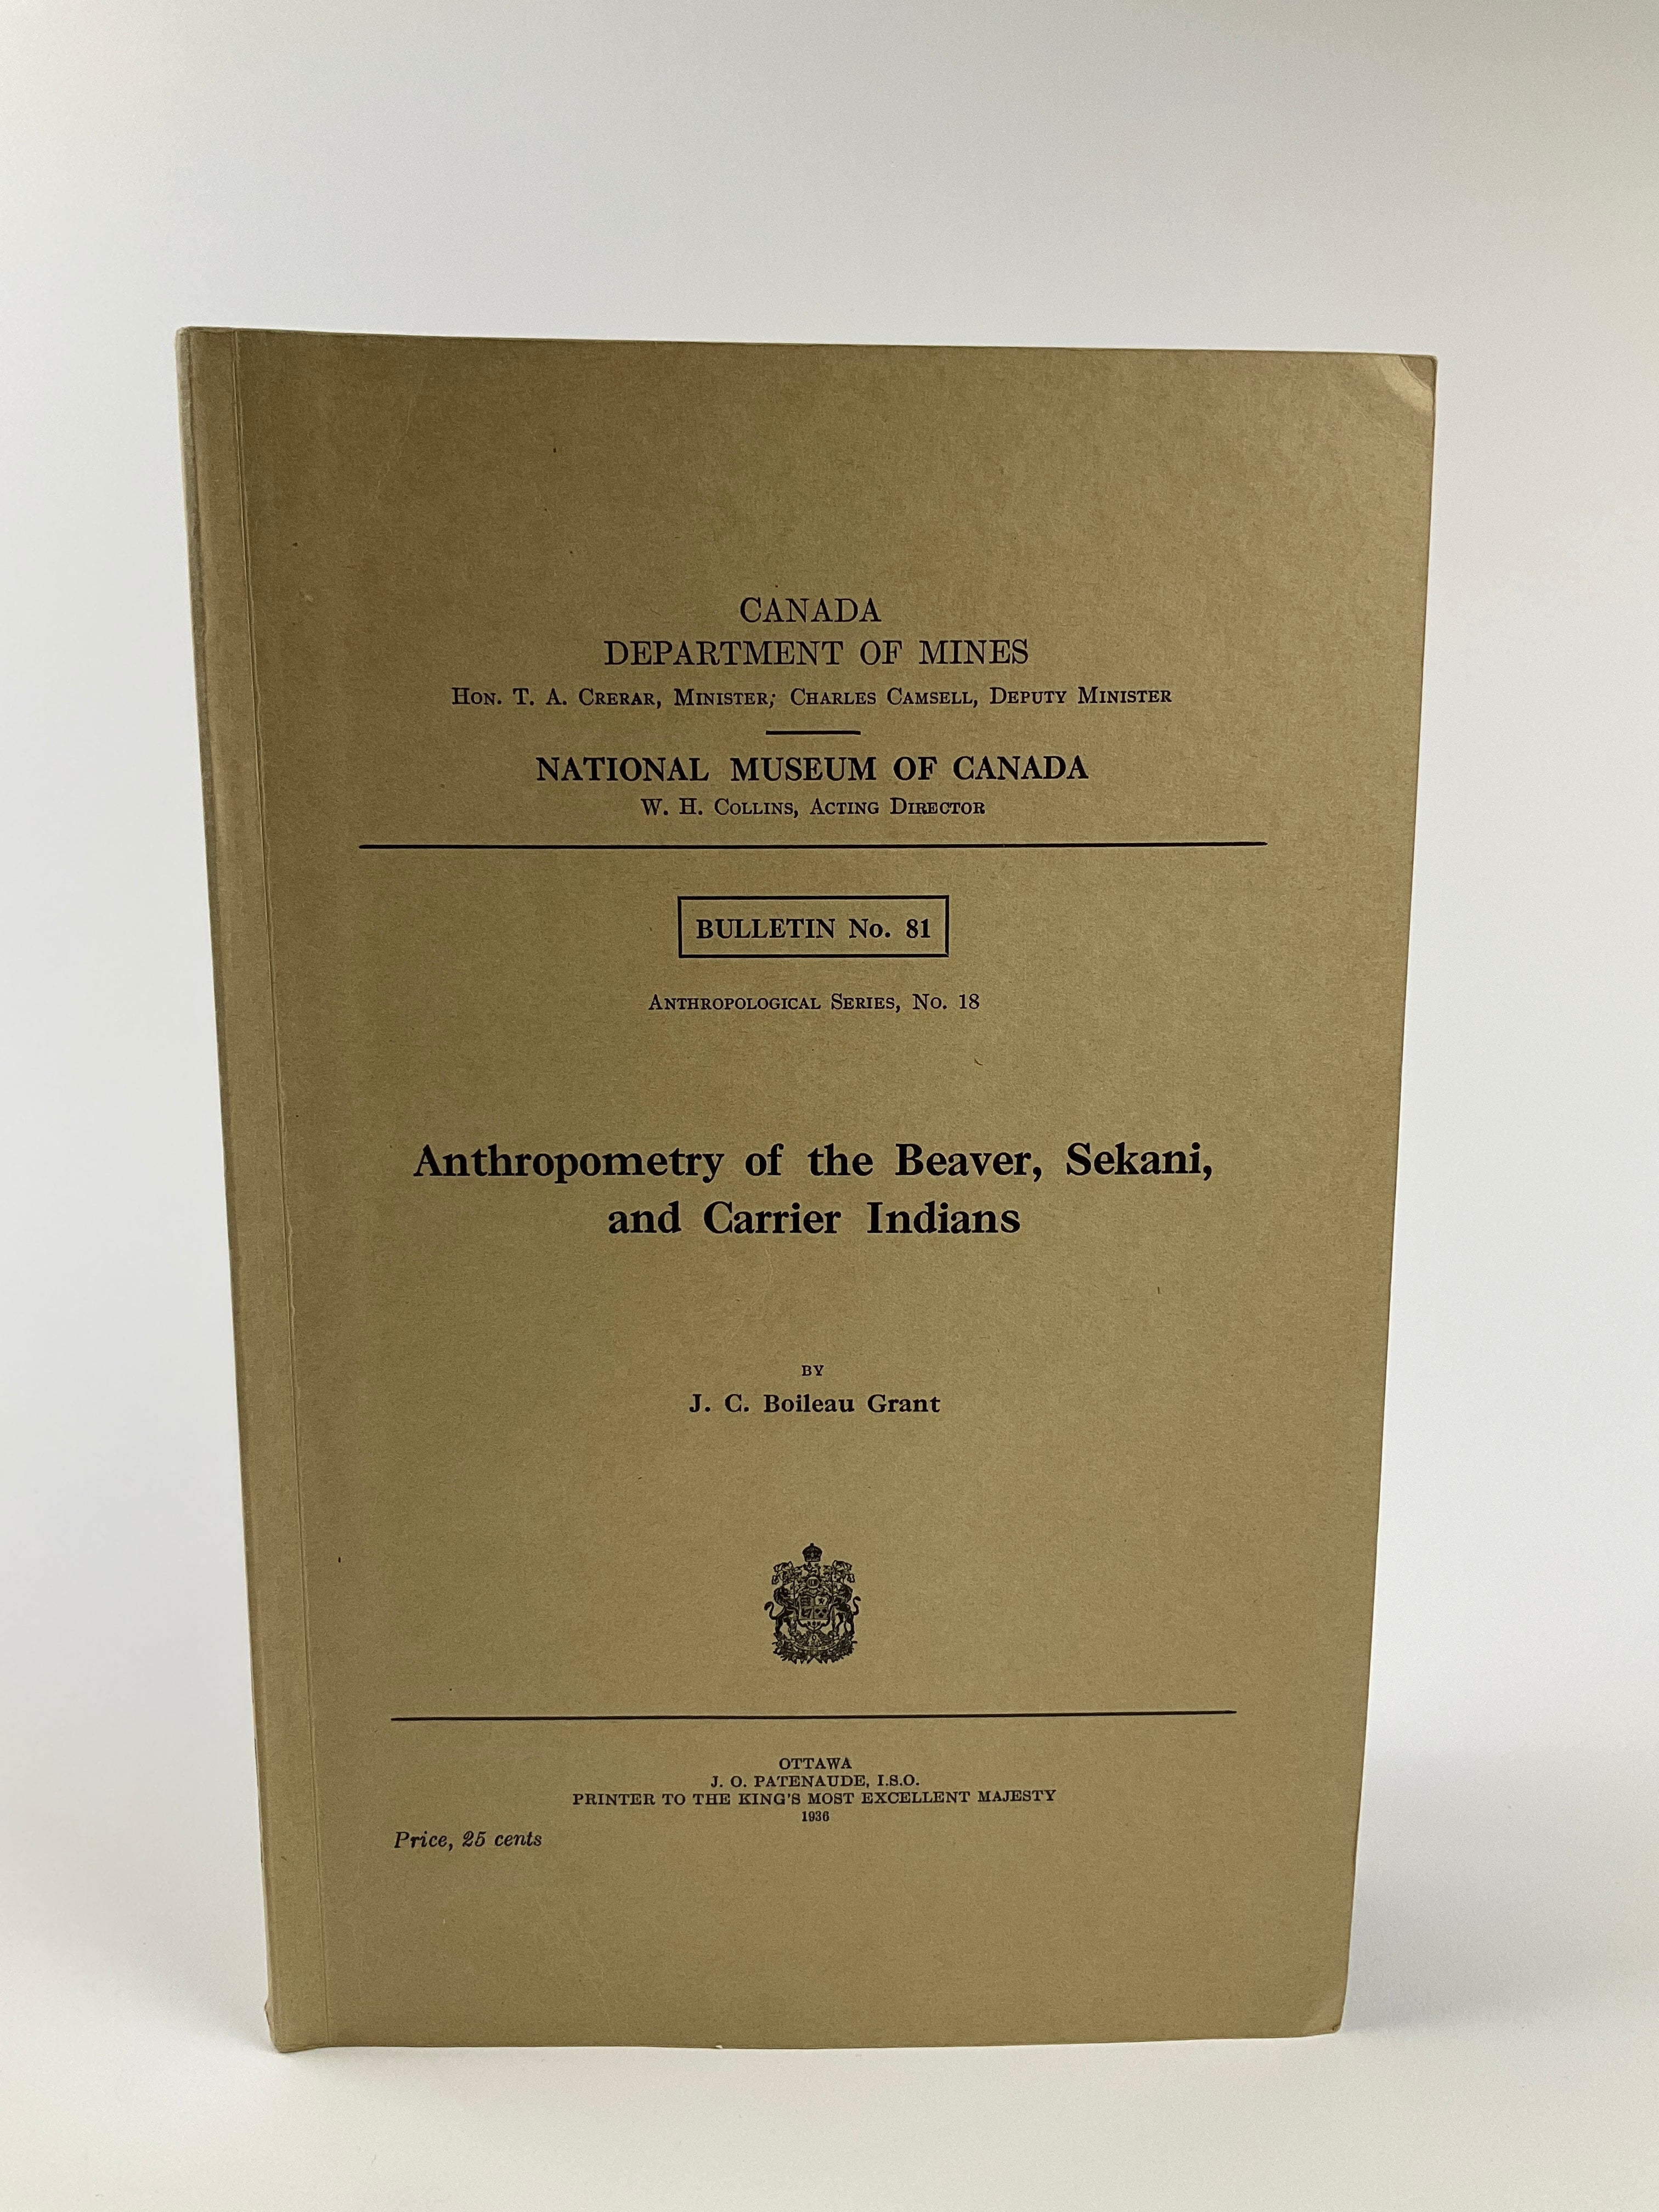 CANADA
DEPARTMENT OF MINES
Hon. T. A. Crerar, Minister; Charles Camsell, Deputy Minister
NATIONAL MUSEUM OF CANADA
W. H. Collins, Acting Director
BULLETIN No. 81
Anthropological Series, No. 18
Anthropometry of the Beaver, Sekani,
and Carrier Indians
BY
J. C. Boileau Grant
OTTAWA
J. O. PATENAUDE, I.S.O.
PRINTER TO THE KING'S MOST EXCELLENT MAJESTY
1936
Price, 25 cents